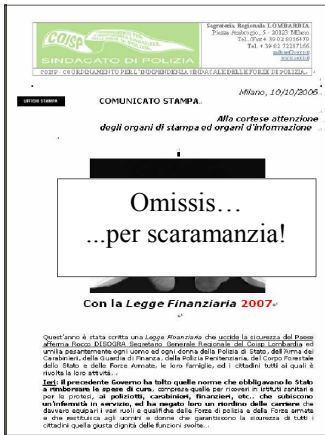 Segreteria Regionale LOMBARDIA
COISP
SINDACATO DI POLIZIA
COISP - COORDINAMENTO PER L'INDIPENDENZA SINDACALE DELLE FORZE DI POLIZIA
Milano, 10/10/2006
UFFICIO STAMPA
COMUNICATO STAMPA
Alla cortese attenzione
degli organi di stampa ed organi d'informazione
Omissis…
...per scaramanzia!
Con la Legge Finanziaria 2007
Quest'anno è stata scritta una Legge Finanziaria che uccide la sicurezza del Paese
afferma Rocco DISOGRA Segretario Generale Regionale del Coisp Lombardia ed
umilia pesantemente ogni uomo ed ogni donna della Polizia di Stato, dell'Arma dei
Carabinieri, della Guardia di Finanza, della Polizia Penitenziaria, del Corpo Forestale
dello Stato e delle Forze Armate, le loro famiglie, ed i cittadini tutti ai quali è
rivolta la loro attività...
Ieri: il precedente Governo ha tolto quelle norme che obbligavano lo Stato
a rimborsare le spese di cura, comprese quelle per ricoveri in istituti sanitari e
per le protesi, ai poliziotti, carabinieri, finanzieri, etc.. che subiscono
un'infermità in servizio, ed ha negato loro un riordino delle carriere che
davvero equipari i vari ruoli e qualifiche delle Forze di polizia e delle Forze armate
e che restituisca agli uomini e donne che garantiscono la sicurezza di tutti i
cittadini quella giusta dignità delle funzioni svolte...